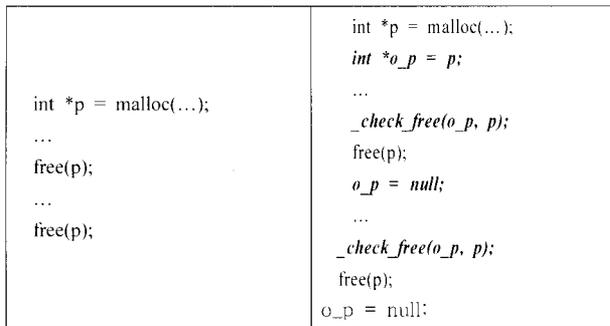 int *p = malloc(...);
...
free(p);
...
free(p);
int *p = malloc(...);
int *o_p = p;
...
_check_free(o_p, p);
free(p);
o_p = null;
...
_check_free(o_p, p);
free(p);
o_p = null;